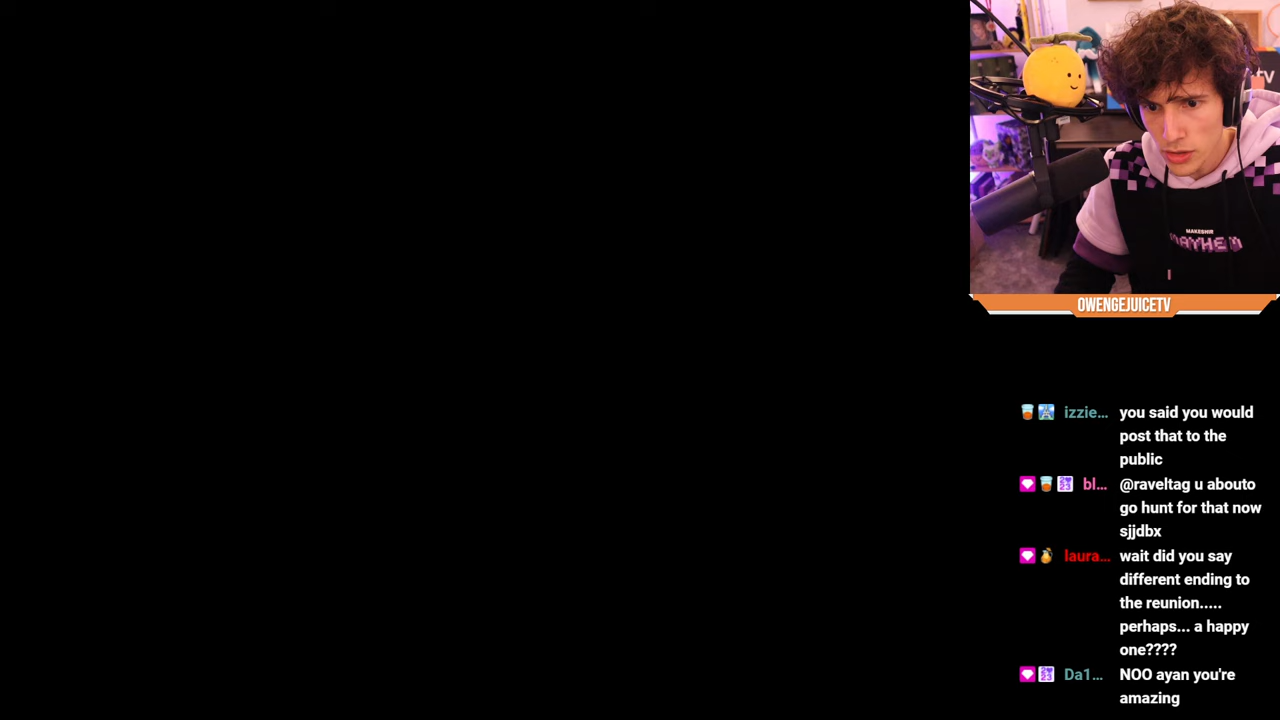 tv
MAKESHIP
MAYHEM
OWENGEJUICETV
izzie… you said you would
post that to the
public
bl… @raveltag u abouto
go hunt for that now
sjjdbx
laura… wait did you say
different ending to
the reunion.....
perhaps... a happy
one????
Da1… NOO ayan you're
amazing